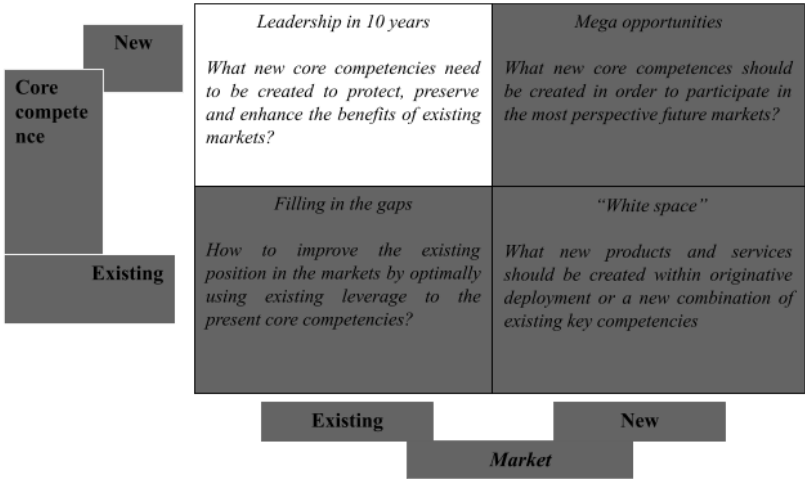 New
Core
compete
nce
Existing
Leadership in 10 years
What new core competencies need
to be created to protect, preserve
and enhance the benefits of existing
markets?
Mega opportunities
What new core competences should
be created in order to participate in
the most perspective future markets?
Filling in the gaps
How to improve the existing
position in the markets by optimally
using existing leverage to the
present core competencies?
“White space”
What new products and services
should be created within originative
deployment or a new combination of
existing key competencies
Existing
New
Market